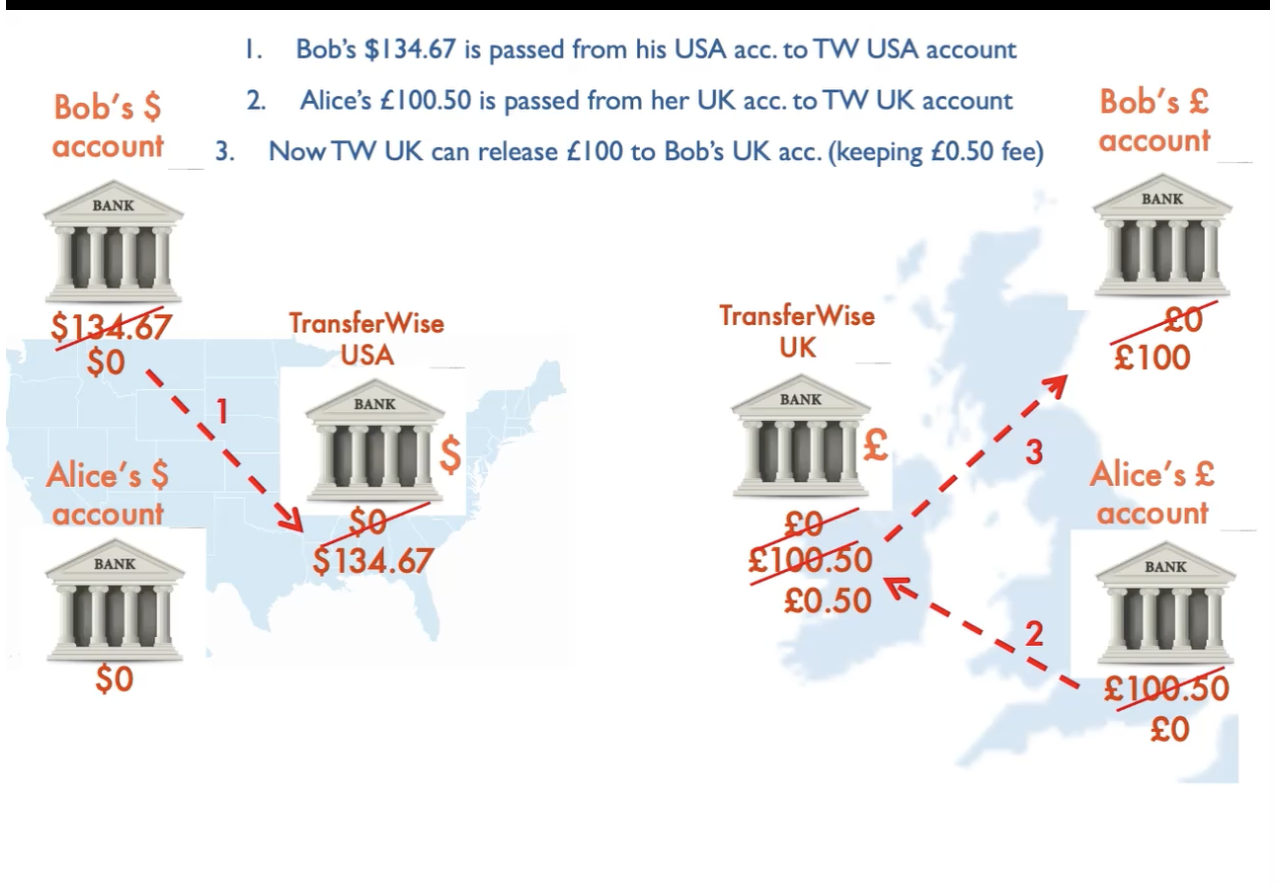 1. Bob's $134.67 is passed from his USA acc. to TW USA account
2. Alice's £100.50 is passed from her UK acc. to TW UK account
3. Now TW UK can release £100 to Bob's UK acc. (keeping £0.50 fee)
Bob's $
account
BANK
$134.67
$0
1
TransferWise
USA
BANK
$
$0
$134.67
Alice's $
account
BANK
$0
TransferWise
UK
BANK
£
£0
£100.50
£0.50
Bob's £
account
BANK
£0
£100
3
Alice's £
account
BANK
2
£100.50
£0